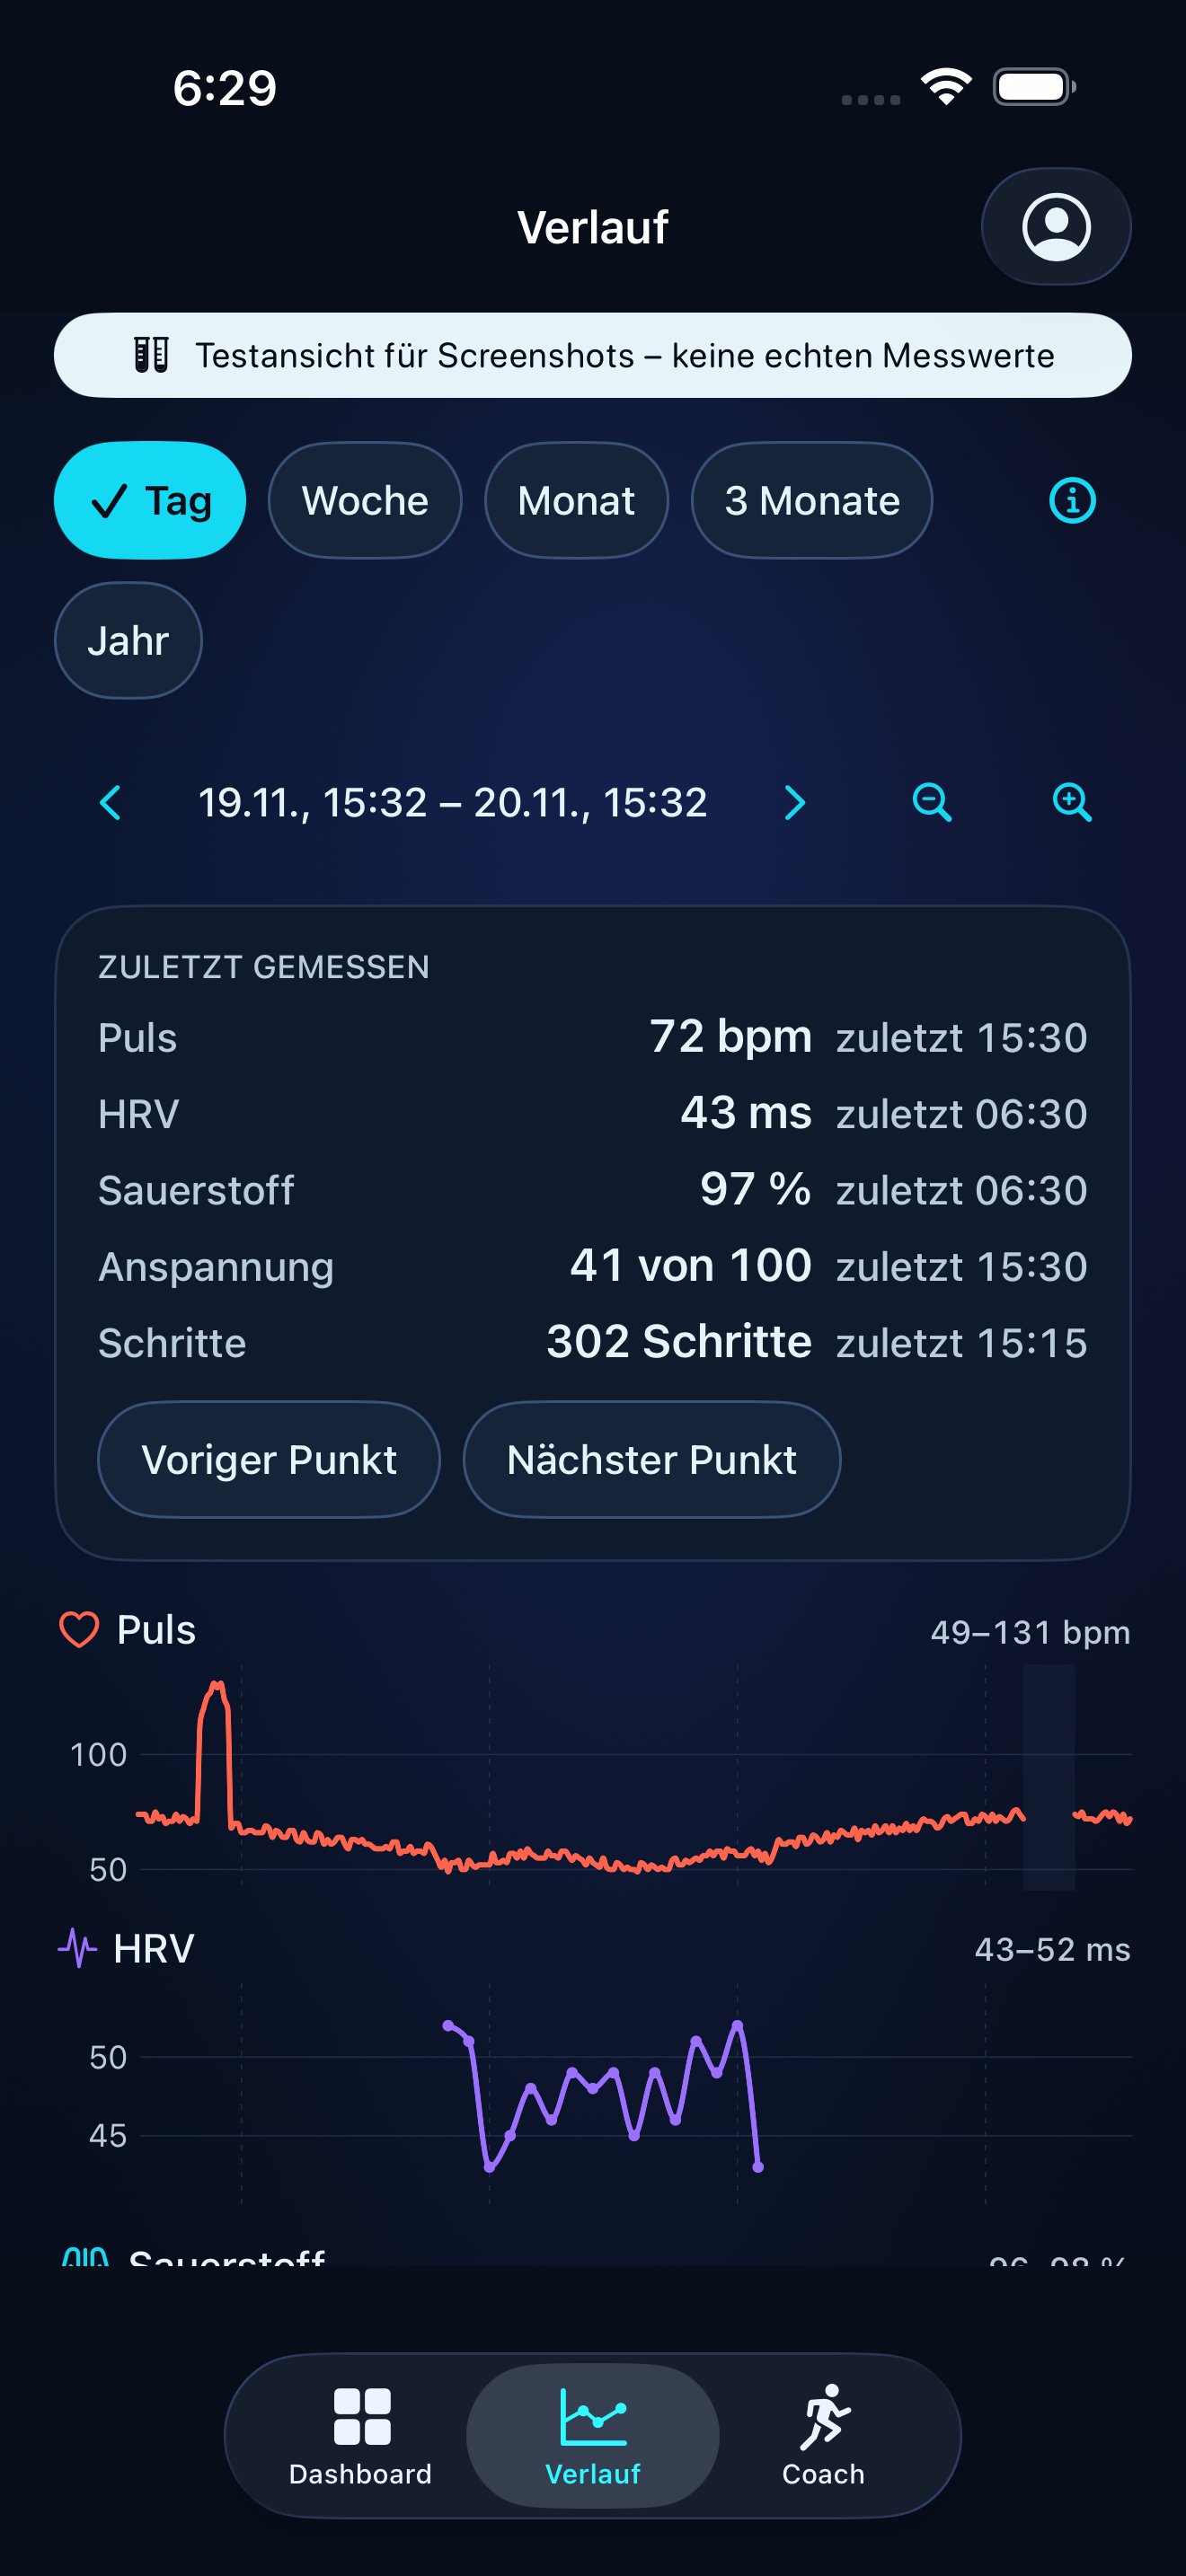 6:29
Verlauf
Testansicht für Screenshots – keine echten Messwerte
Tag Woche Monat 3 Monate
Jahr
19.11., 15:32 – 20.11., 15:32
ZULETZT GEMESSEN
Puls 72 bpm zuletzt 15:30
HRV 43 ms zuletzt 06:30
Sauerstoff 97 % zuletzt 06:30
Anspannung 41 von 100 zuletzt 15:30
Schritte 302 Schritte zuletzt 15:15
Voriger Punkt Nächster Punkt
Puls 49–131 bpm
100
50
HRV 43–52 ms
50
45
Sauerstoff 96–98 %
Dashboard Verlauf Coach